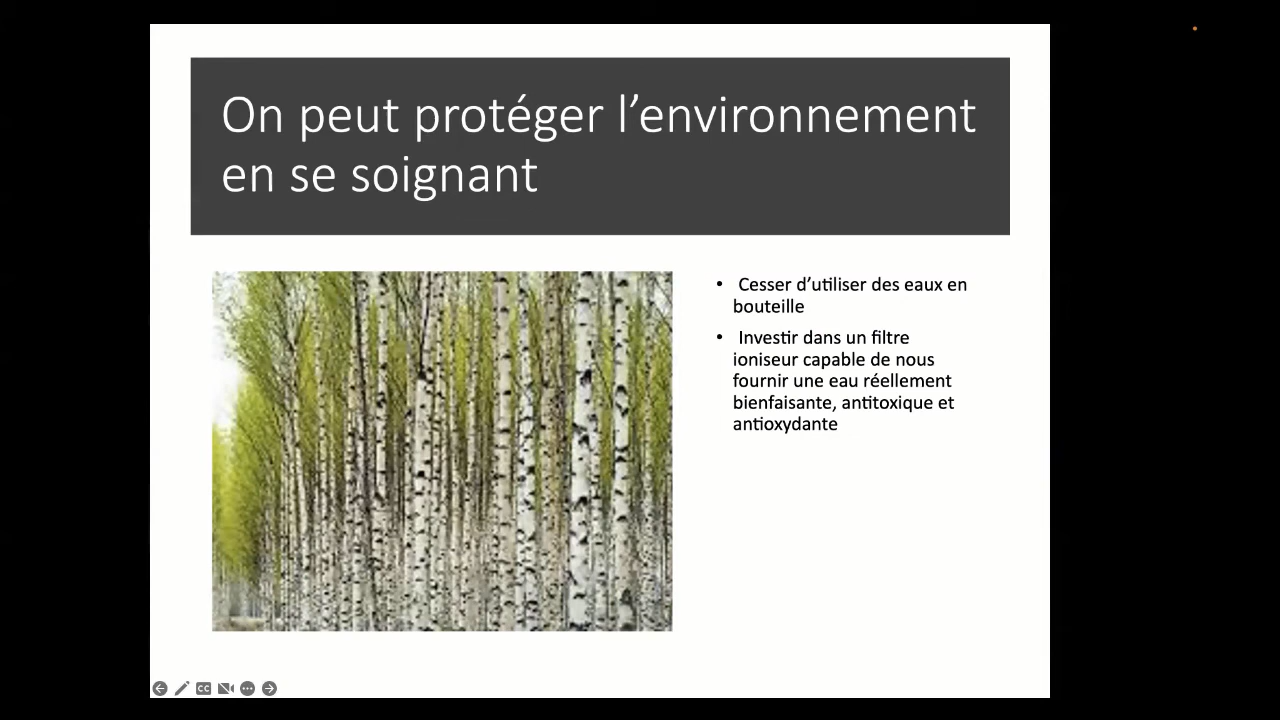 On peut protéger l’environnement
en se soignant
• Cesser d’utiliser des eaux en
bouteille
• Investir dans un filtre
ioniseur capable de nous
fournir une eau réellement
bienfaisante, antitoxique et
antioxydante
CC